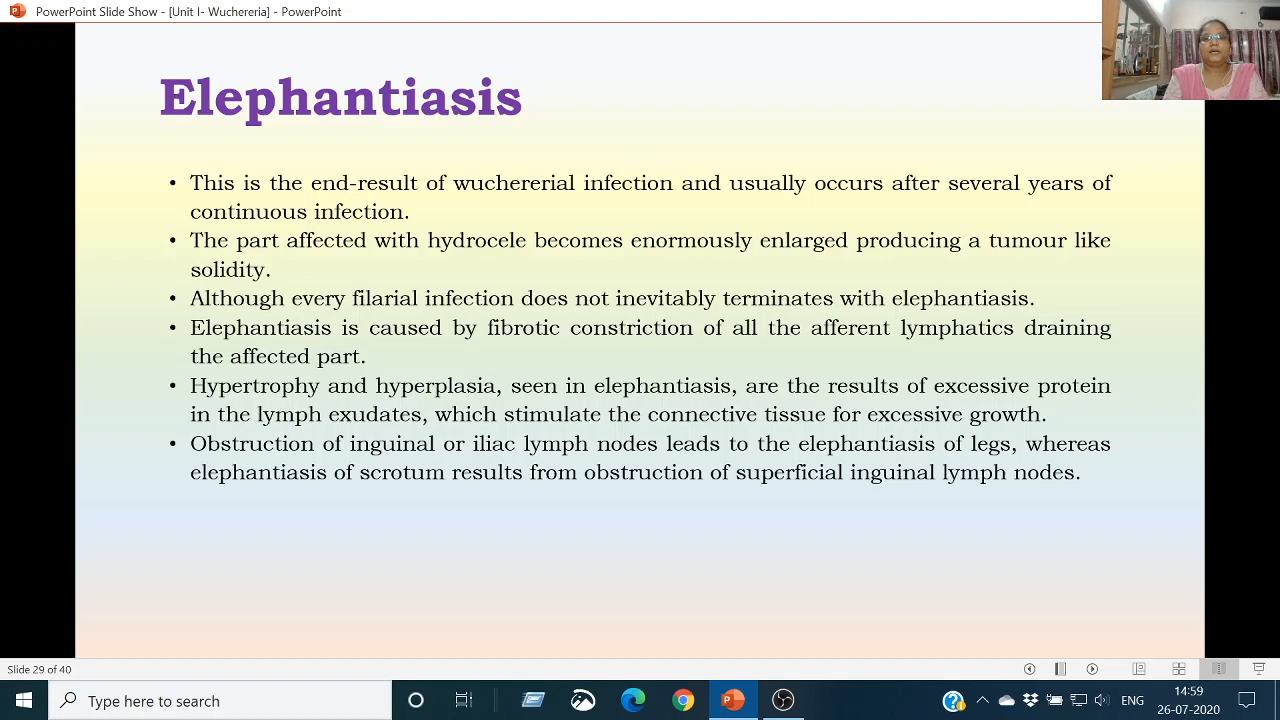 PowerPoint Slide Show - [Unit I- Wuchereria] - PowerPoint
Elephantiasis
• This is the end-result of wuchererial infection and usually occurs after several years of
continuous infection.
• The part affected with hydrocele becomes enormously enlarged producing a tumour like
solidity.
• Although every filarial infection does not inevitably terminates with elephantiasis.
• Elephantiasis is caused by fibrotic constriction of all the afferent lymphatics draining
the affected part.
• Hypertrophy and hyperplasia, seen in elephantiasis, are the results of excessive protein
in the lymph exudates, which stimulate the connective tissue for excessive growth.
• Obstruction of inguinal or iliac lymph nodes leads to the elephantiasis of legs, whereas
elephantiasis of scrotum results from obstruction of superficial inguinal lymph nodes.
Slide 29 of 40
Type here to search
ENG
14:59
26-07-2020